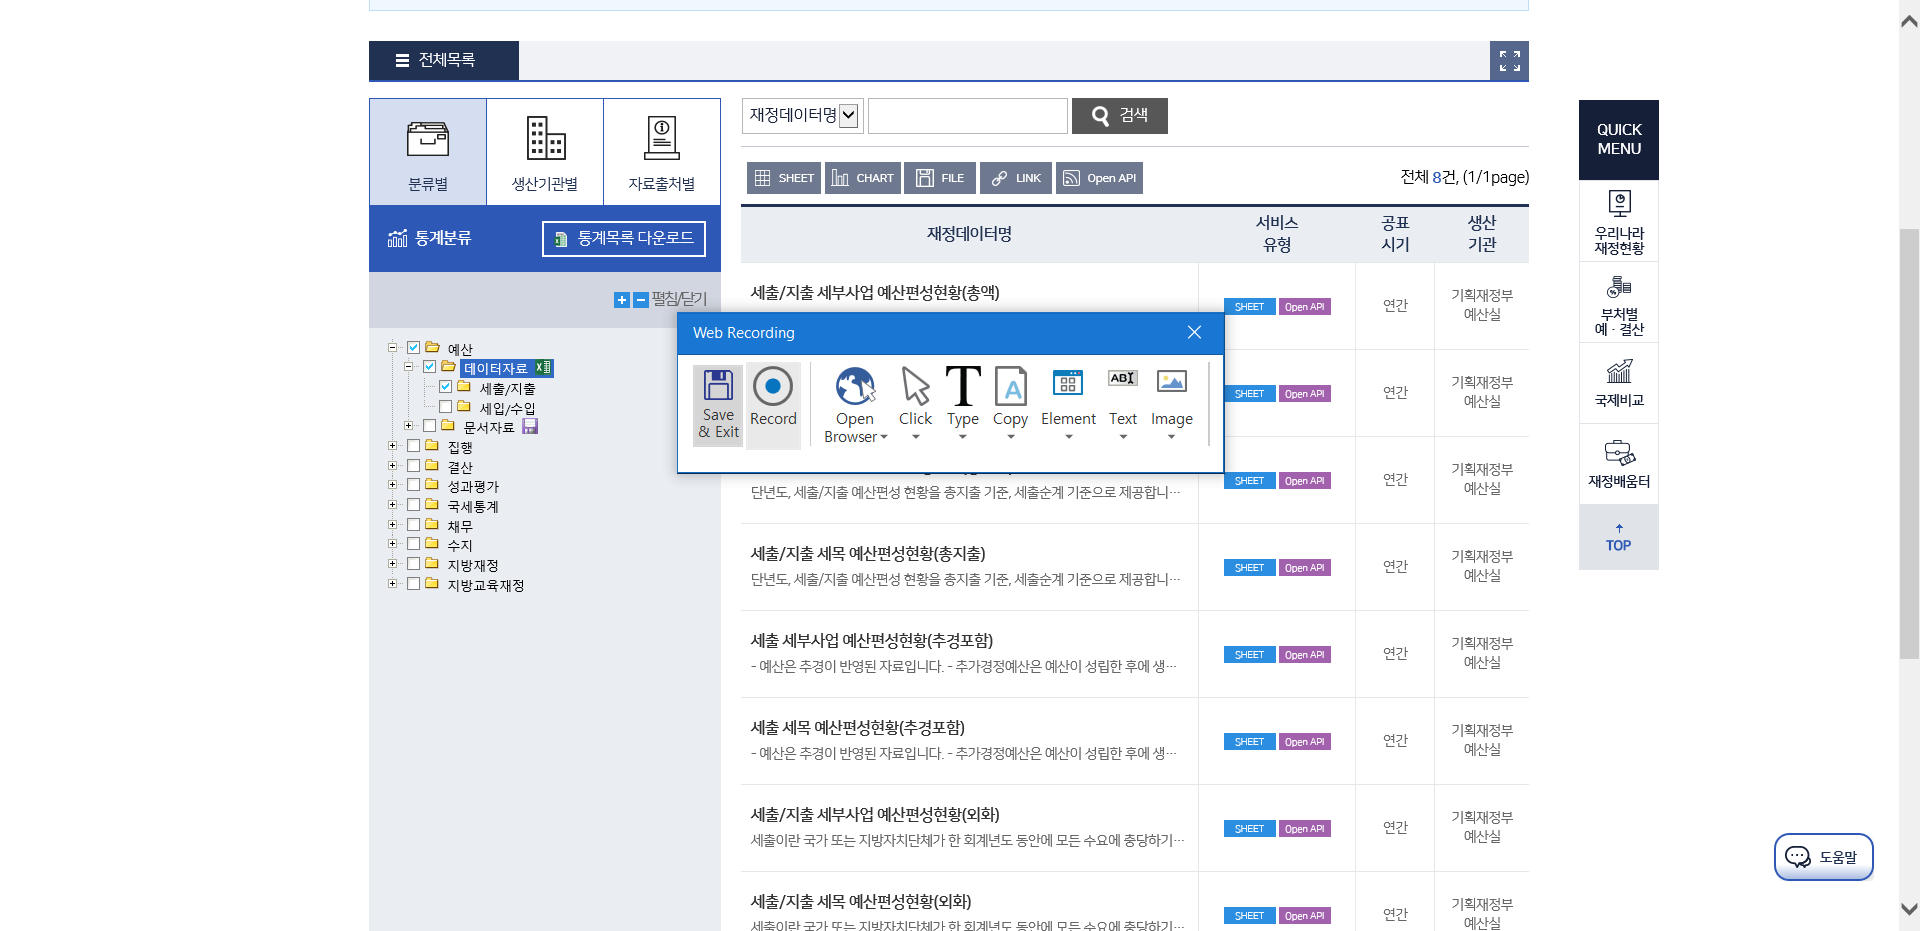 전체목록
분류별
생산기관별
자료출처별
통계분류
통계목록 다운로드
펼침/닫기
예산
데이터자료
세출/지출
세입/수입
문서자료
집행
결산
성과평가
국세통계
채무
수지
지방재정
지방교육재정
재정데이터명
검색
SHEET
CHART
FILE
LINK
Open API
전체 8건, (1/1page)
재정데이터명
서비스
유형
공표
시기
생산
기관
세출/지출 세부사업 예산편성현황(총액)
SHEET Open API
연간
기획재정부
예산실
Web Recording
Save
& Exit
Record
Open
Browser
Click
Type
Copy
Element
ABI
Text
Image
SHEET Open API
연간
기획재정부
예산실
단년도, 세출/지출 예산편성 현황을 총지출 기준, 세출순계 기준으로 제공합니···
SHEET Open API
연간
기획재정부
예산실
세출/지출 세목 예산편성현황(총지출)
단년도, 세출/지출 예산편성 현황을 총지출 기준, 세출순계 기준으로 제공합니···
SHEET Open API
연간
기획재정부
예산실
세출 세부사업 예산편성현황(추경포함)
- 예산은 추경이 반영된 자료입니다. - 추가경정예산은 예산이 성립한 후에 생···
SHEET Open API
연간
기획재정부
예산실
세출 세목 예산편성현황(추경포함)
- 예산은 추경이 반영된 자료입니다. - 추가경정예산은 예산이 성립한 후에 생···
SHEET Open API
연간
기획재정부
예산실
세출/지출 세부사업 예산편성현황(외화)
세출이란 국가 또는 지방자치단체가 한 회계년도 동안에 모든 수요에 충당하기···
SHEET Open API
연간
기획재정부
예산실
세출/지출 세목 예산편성현황(외화)
세출이란 국가 또는 지방자치단체가 한 회계년도 동안에 모든 수요에 충당하기···
SHEET Open API
연간
기획재정부
예산실
QUICK
MENU
우리나라
재정현황
부처별
예 · 결산
국제비교
재정배움터
TOP
도움말